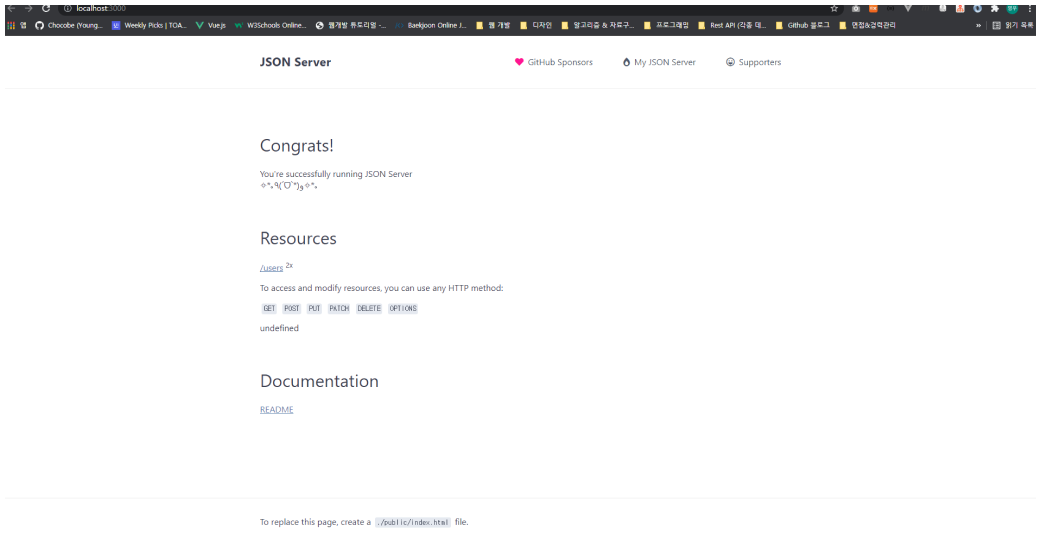 localhost:3000
앱 Chocobe (Young... Weekly Picks | TOA... Vue.js W3Schools Online... 웹개발 튜토리얼 -... Baekjoon Online J... 웹 개발 디자인 알고리즘 & 자료구... 프로그래밍 Rest API (각종 대... Github 블로그 면접&경력관리 » 읽기 목록
JSON Server GitHub Sponsors My JSON Server Supporters
Congrats!
You're successfully running JSON Server
✧*｡٩(ˊᗜˋ*)و✧*｡
Resources
/users 2x
To access and modify resources, you can use any HTTP method:
GET POST PUT PATCH DELETE OPTIONS
undefined
Documentation
README
To replace this page, create a ./public/index.html file.